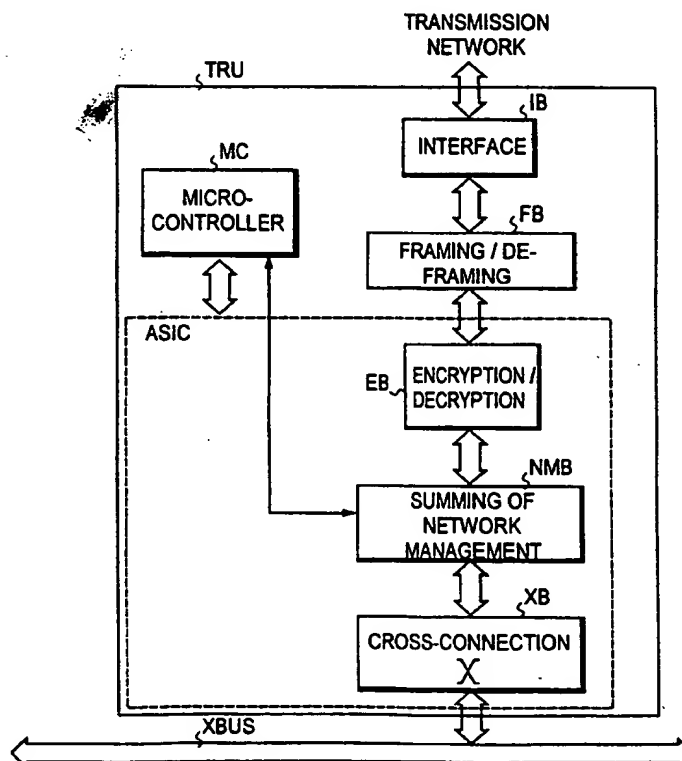 TRANSMISSION
NETWORK
TRU
IB
INTERFACE
MC
MICRO-
CONTROLLER
FB
FRAMING / DE-
FRAMING
ASIC
EB
ENCRYPTION /
DECRYPTION
NMB
SUMMING OF
NETWORK
MANAGEMENT
XB
CROSS-CONNECTION
X
XBUS